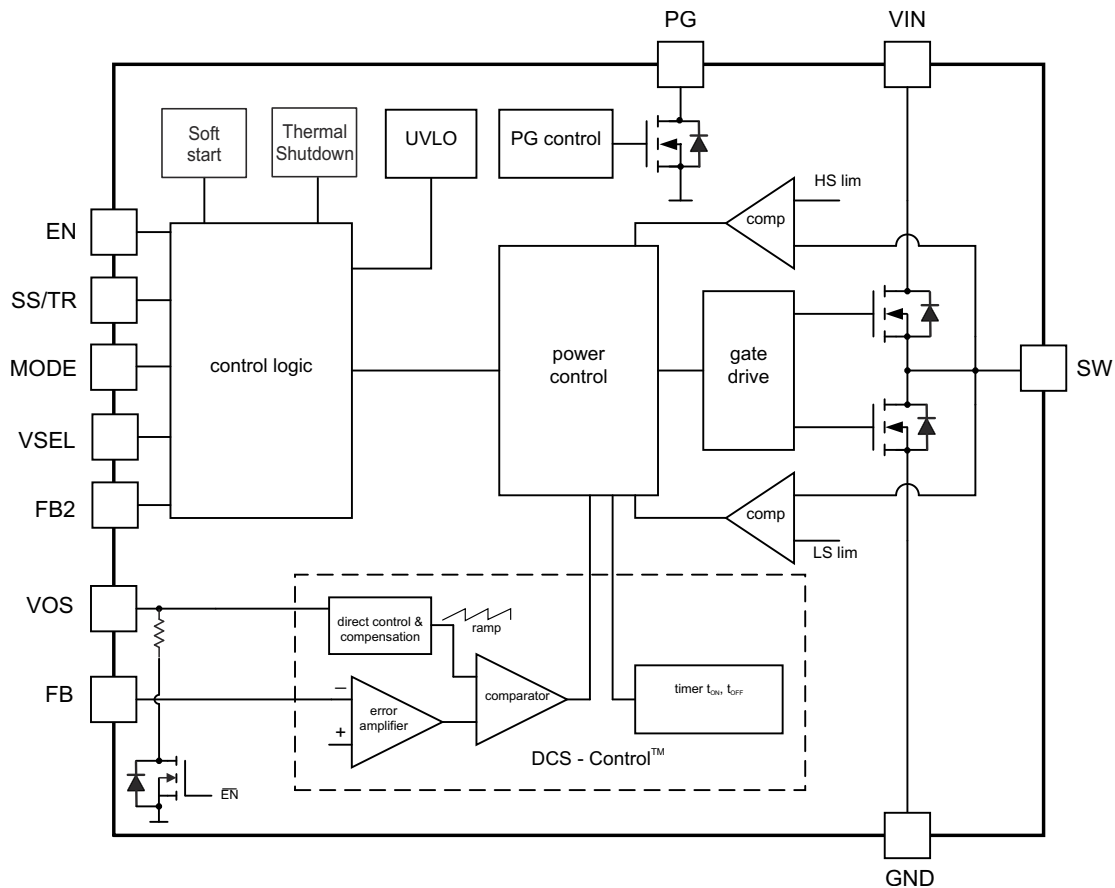 PG
VIN
Soft
start
Thermal
Shutdown
UVLO
PG control
HS lim
comp
EN
SS/TR
MODE
VSEL
FB2
control logic
power
control
gate
drive
SW
comp
LS lim
VOS
direct control &
compensation
ramp
FB
−
error
amplifier
+
comparator
timer tON, tOFF
DCS - Control™
E̅N̅
GND